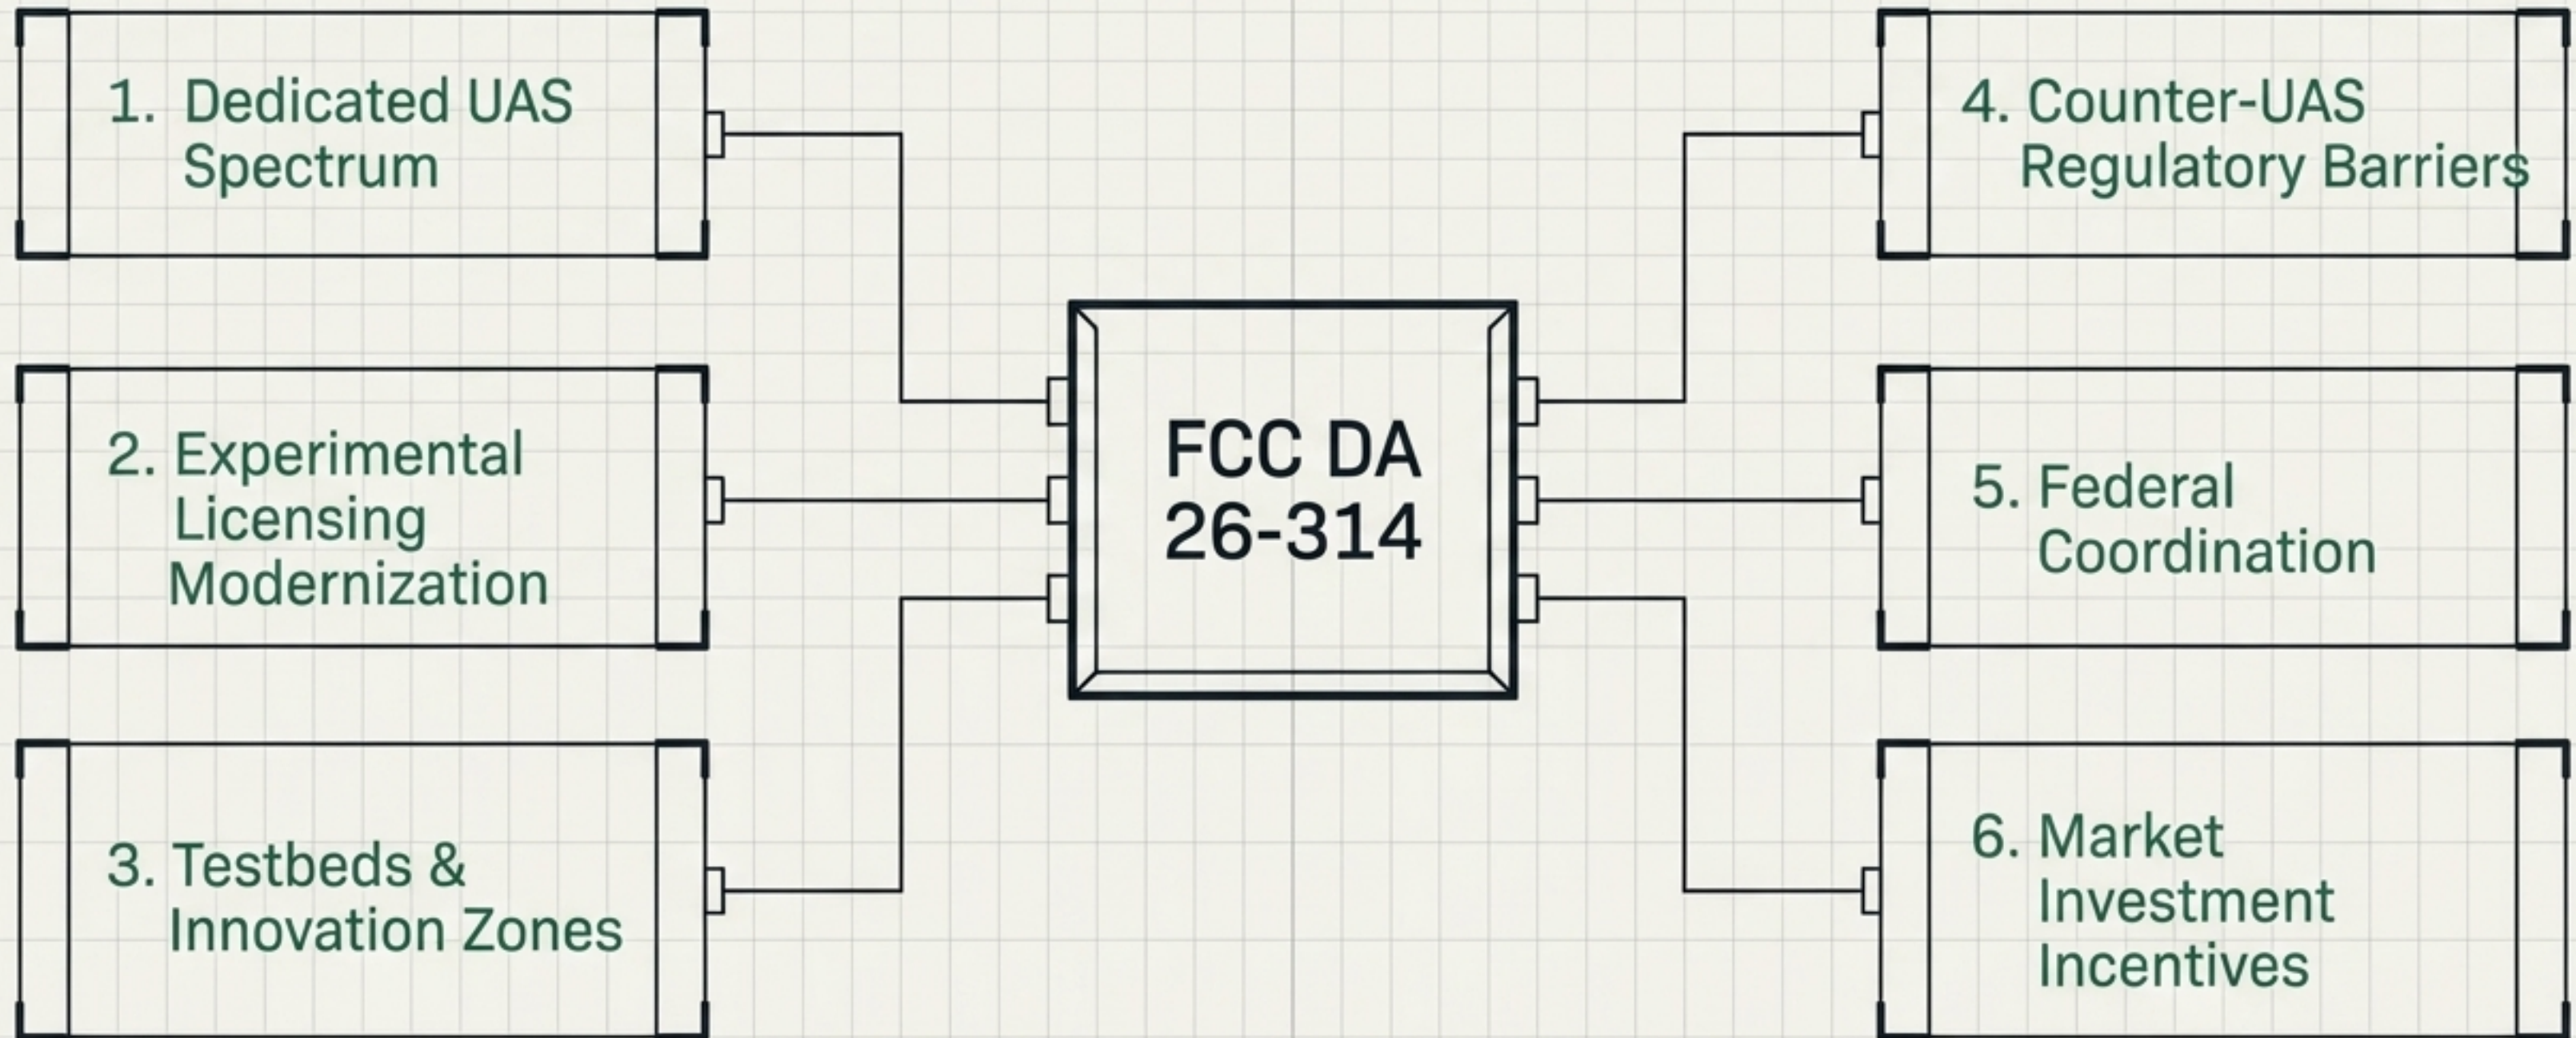 1. Dedicated UAS
Spectrum
2. Experimental
Licensing
Modernization
3. Testbeds &
Innovation Zones
FCC DA
26-314
4. Counter-UAS
Regulatory Barriers
5. Federal
Coordination
6. Market
Investment
Incentives